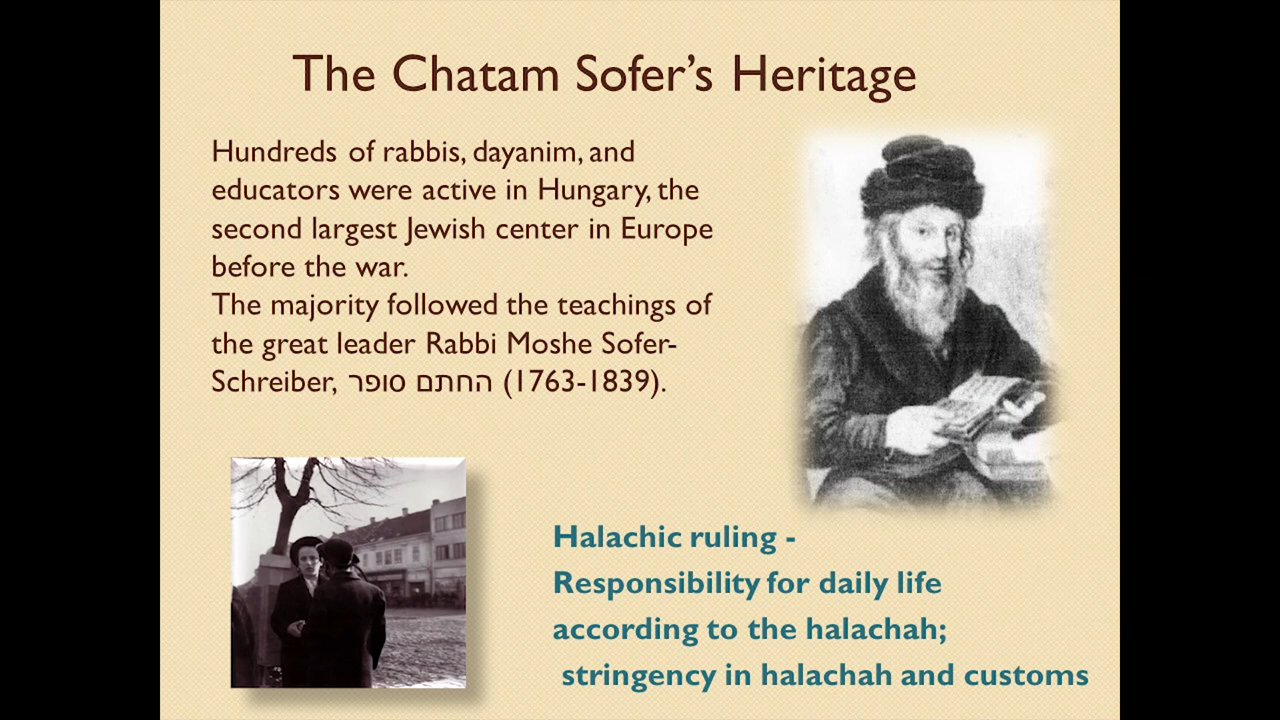 The Chatam Sofer’s Heritage
Hundreds of rabbis, dayanim, and
educators were active in Hungary, the
second largest Jewish center in Europe
before the war.
The majority followed the teachings of
the great leader Rabbi Moshe Sofer-
Schreiber, החתם סופר (1763-1839).
Halachic ruling -
Responsibility for daily life
according to the halachah;
stringency in halachah and customs